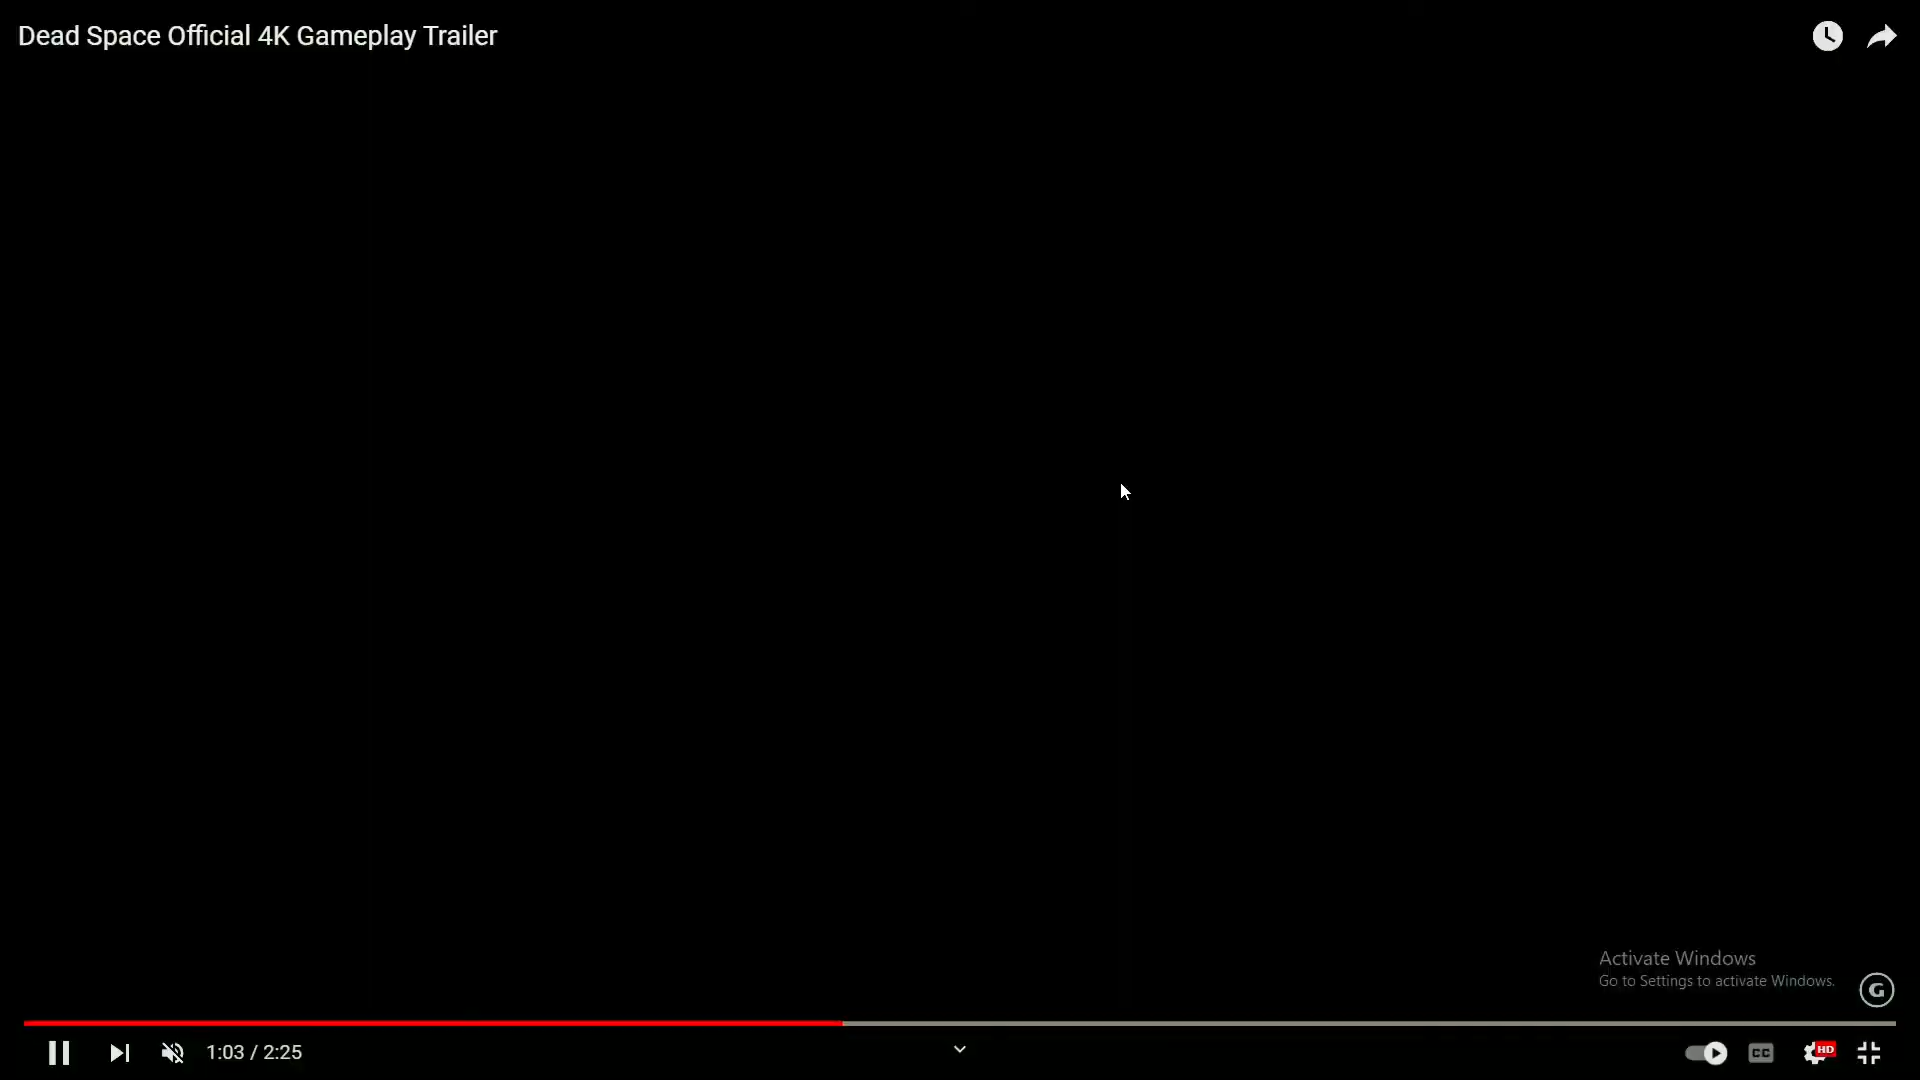 Dead Space Official 4K Gameplay Trailer
Activate Windows
Go to Settings to activate Windows.
G
1:03 / 2:25
CC
HD